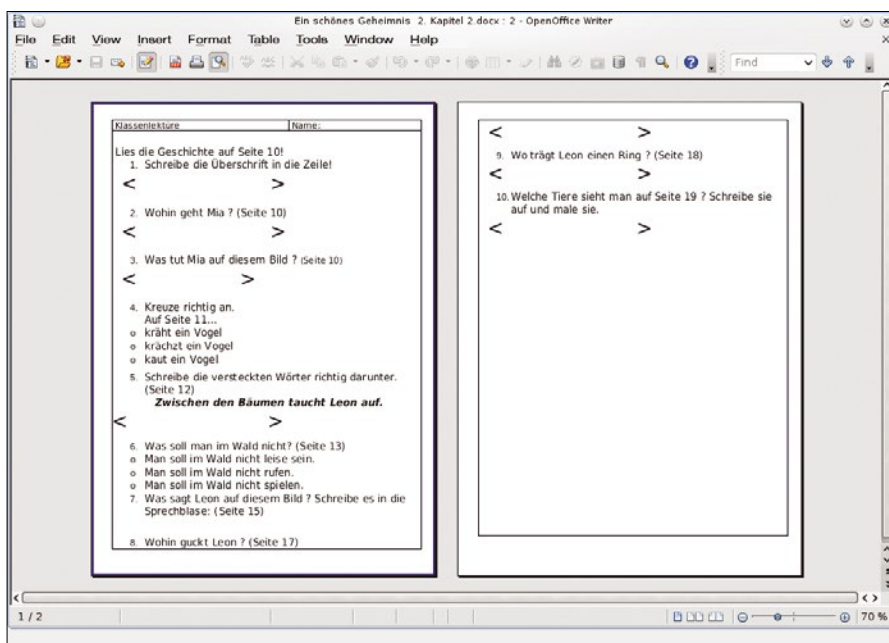 Ein schönes Geheimnis 2. Kapitel 2.docx : 2 - OpenOffice Writer
File Edit View Insert Format Table Tools Window Help
Find
Klassenlektüre Name:
Lies die Geschichte auf Seite 10!
1. Schreibe die Überschrift in die Zeile!
< >
2. Wohin geht Mia ? (Seite 10)
< >
3. Was tut Mia auf diesem Bild ? (Seite 10)
< >
4. Kreuze richtig an.
Auf Seite 11...
o kräht ein Vogel
o krächzt ein Vogel
o kaut ein Vogel
5. Schreibe die versteckten Wörter richtig darunter.
(Seite 12)
Zwischen den Bäumen taucht Leon auf.
< >
6. Was soll man im Wald nicht? (Seite 13)
o Man soll im Wald nicht leise sein.
o Man soll im Wald nicht rufen.
o Man soll im Wald nicht spielen.
7. Was sagt Leon auf diesem Bild ? Schreibe es in die
Sprechblase: (Seite 15)
8. Wohin guckt Leon ? (Seite 17)
< >
9. Wo trägt Leon einen Ring ? (Seite 18)
< >
10. Welche Tiere sieht man auf Seite 19 ? Schreibe sie
auf und male sie.
< >
1 / 2
70 %